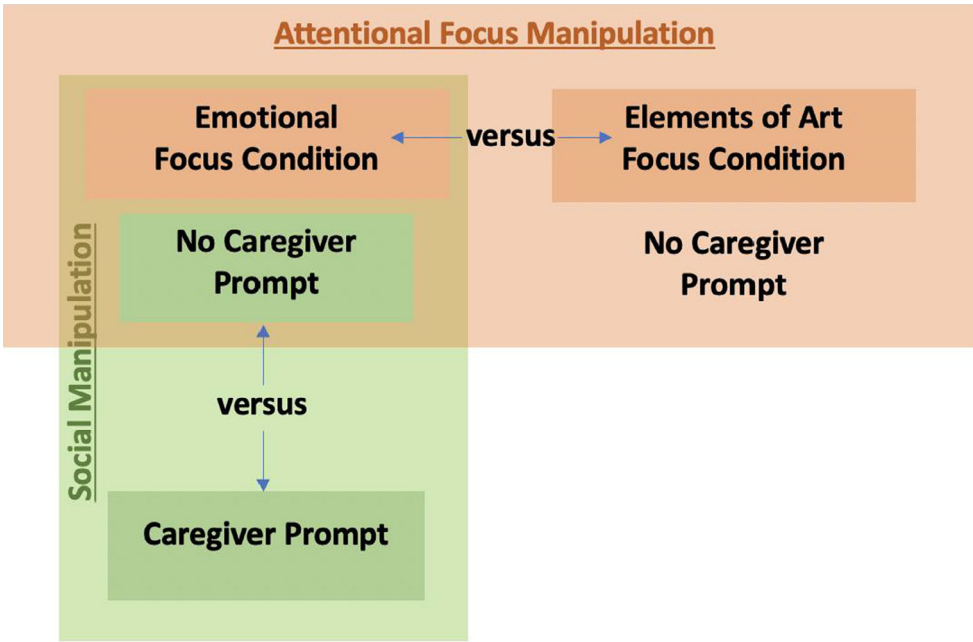 Attentional Focus Manipulation
Emotional
Focus Condition
versus
Elements of Art
Focus Condition
No Caregiver
Prompt
No Caregiver
Prompt
Social Manipulation
versus
Caregiver Prompt